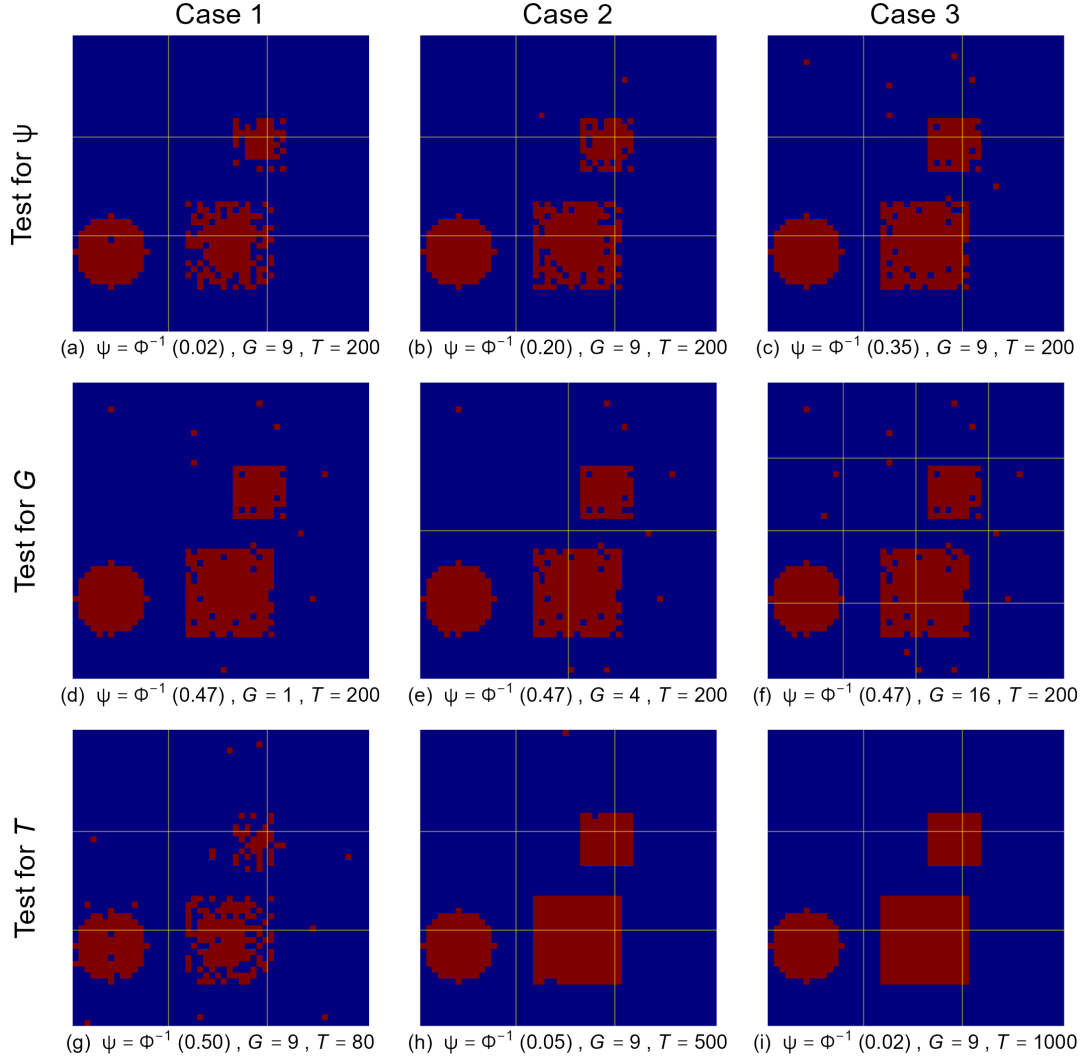 Case 1 Case 2 Case 3
Test for ψ
(a) ψ = Φ⁻¹ (0.02) , G = 9 , T = 200
(b) ψ = Φ⁻¹ (0.20) , G = 9 , T = 200
(c) ψ = Φ⁻¹ (0.35) , G = 9 , T = 200
Test for G
(d) ψ = Φ⁻¹ (0.47) , G = 1 , T = 200
(e) ψ = Φ⁻¹ (0.47) , G = 4 , T = 200
(f) ψ = Φ⁻¹ (0.47) , G = 16 , T = 200
Test for T
(g) ψ = Φ⁻¹ (0.50) , G = 9 , T = 80
(h) ψ = Φ⁻¹ (0.05) , G = 9 , T = 500
(i) ψ = Φ⁻¹ (0.02) , G = 9 , T = 1000